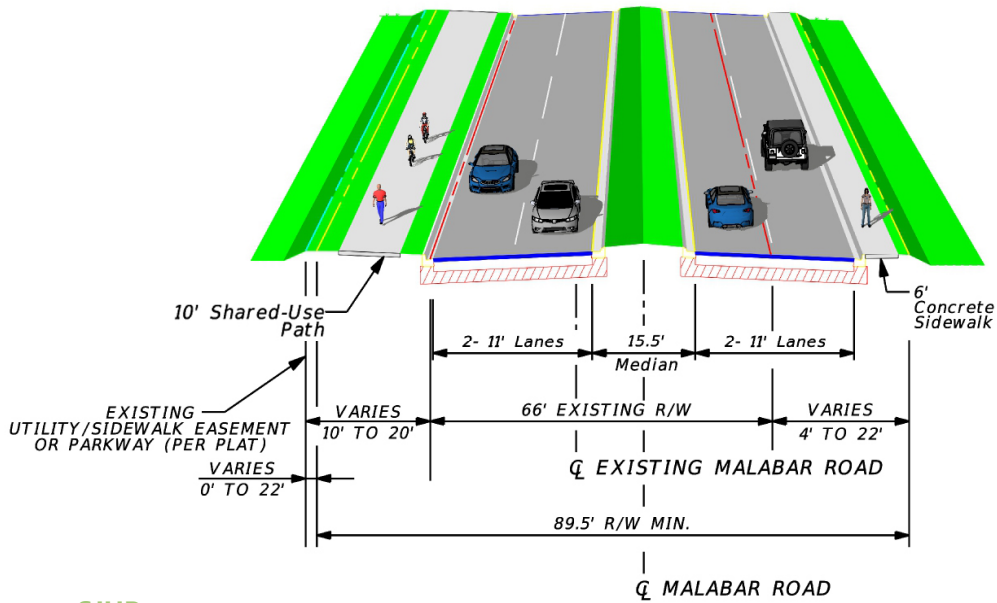 10' Shared-Use
Path
6'
Concrete
Sidewalk
2- 11' Lanes
15.5'
Median
2- 11' Lanes
EXISTING
UTILITY/SIDEWALK EASEMENT
OR PARKWAY (PER PLAT)
VARIES
10' TO 20'
66' EXISTING R/W
VARIES
4' TO 22'
℄ EXISTING MALABAR ROAD
VARIES
0' TO 22'
89.5' R/W MIN.
℄ MALABAR ROAD